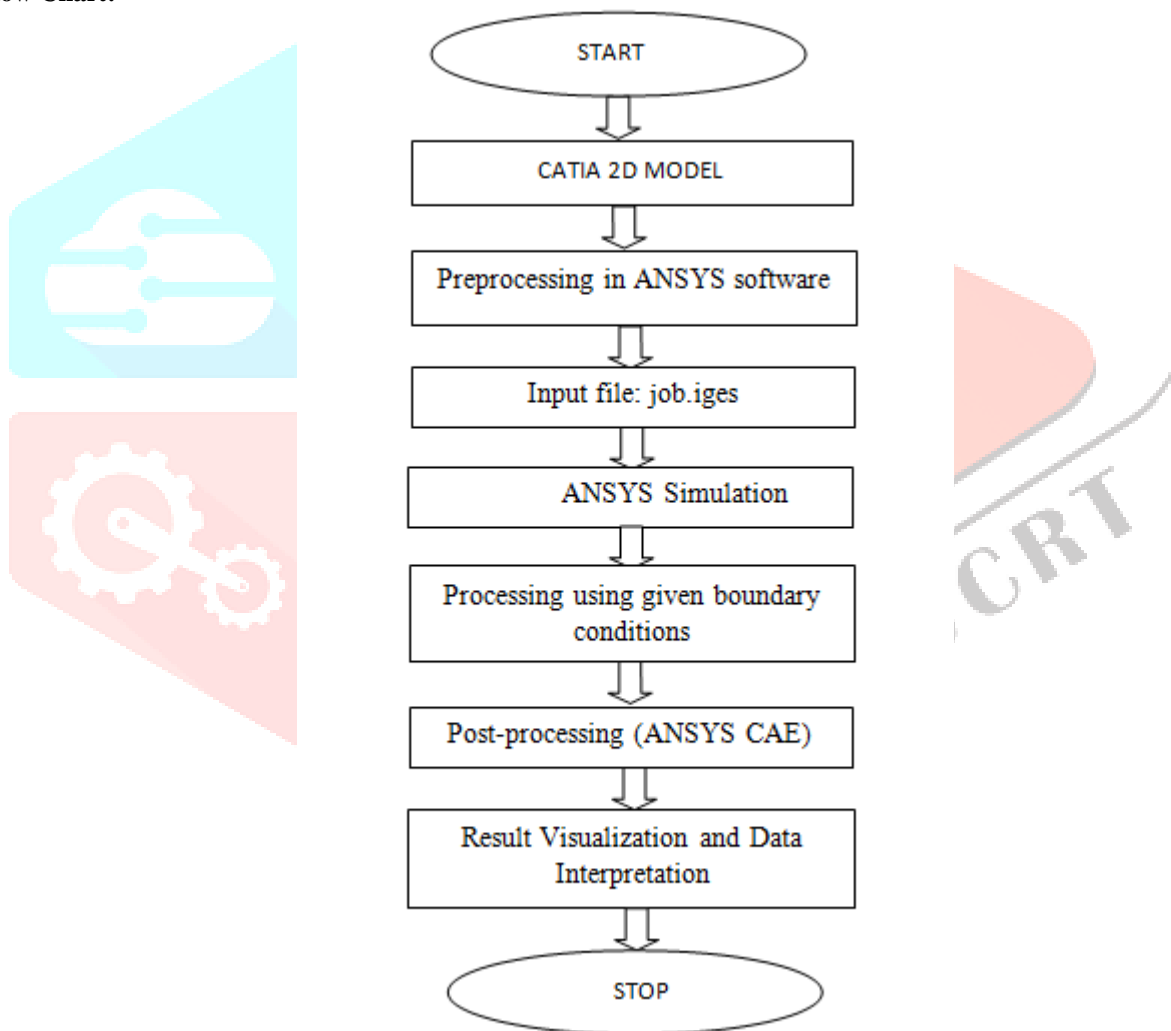 START
CATIA 2D MODEL
Preprocessing in ANSYS software
Input file: job.iges
ANSYS Simulation
Processing using given boundary
conditions
Post-processing (ANSYS CAE)
Result Visualization and Data
Interpretation
STOP
CRT